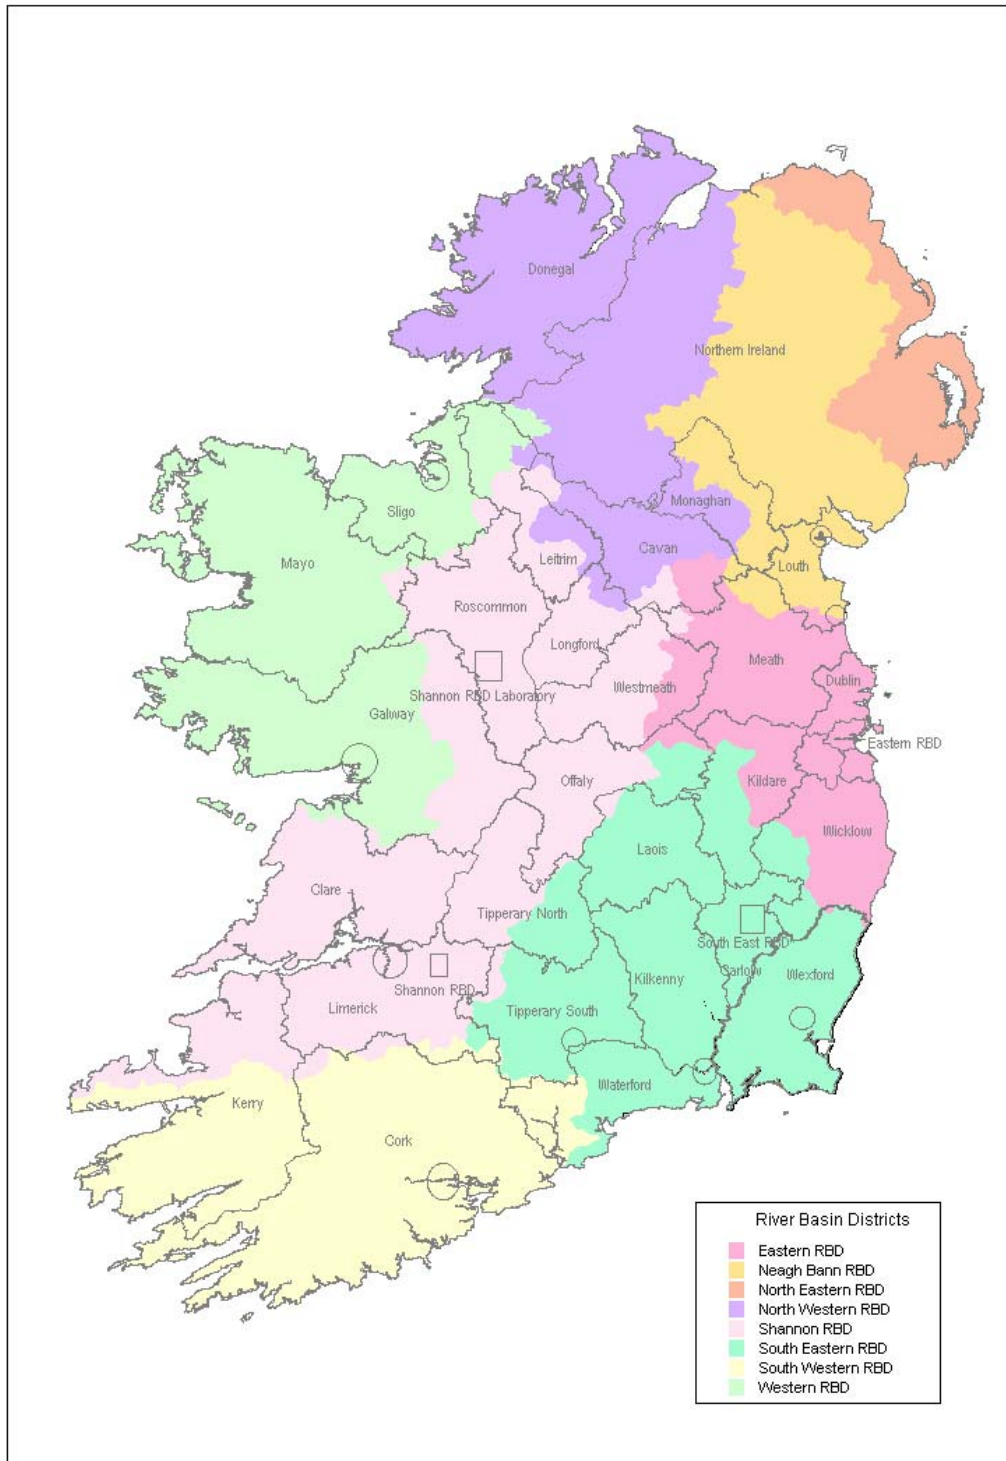 Donegal
Northern Ireland
Monaghan
Sligo
Cavan
Mayo
Leitrim
Louth
Roscommon
Longford
Meath
Westmeath
Dublin
Shannon RBD Laboratory
Galway
Eastern RBD
Offaly
Kildare
Wicklow
Laois
Clare
Tipperary North
South East RBD
Carlow
Wexford
Kilkenny
Shannon RBD
Limerick
Tipperary South
Waterford
Kerry
Cork
River Basin Districts
Eastern RBD
Neagh Bann RBD
North Eastern RBD
North Western RBD
Shannon RBD
South Eastern RBD
South Western RBD
Western RBD